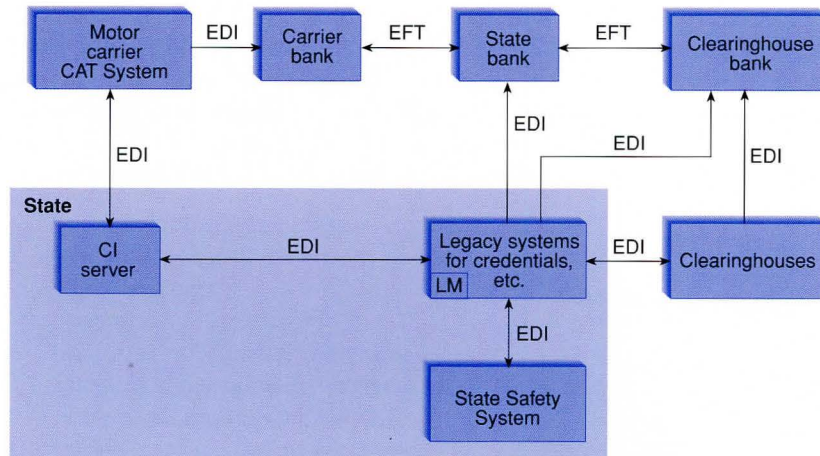 Motor
carrier
CAT System
EDI
Carrier
bank
EFT
State
bank
EFT
Clearinghouse
bank
EDI
EDI
EDI
EDI
State
CI
server
EDI
Legacy systems
for credentials,
etc.
LM
EDI
Clearinghouses
EDI
State Safety
System